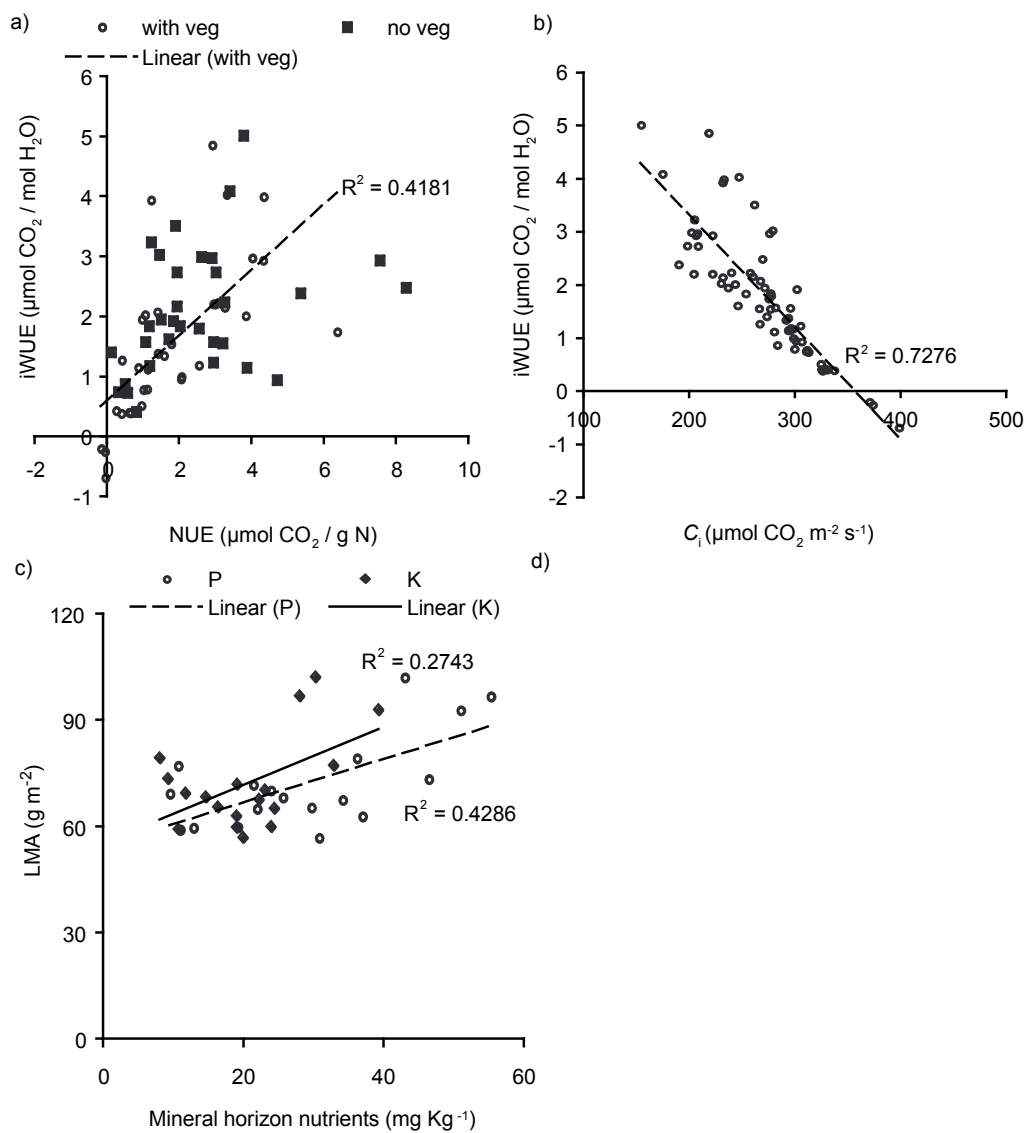 a)
with veg
no veg
Linear (with veg)
6
5
4
3
2
1
0
-1
-2 0 2 4 6 8 10
iWUE (µmol CO2 / mol H2O)
R2 = 0.4181
NUE (µmol CO2 / g N)
b)
6
5
4
3
2
1
0
-1
-2
100 200 300 400 500
iWUE (µmol CO2 / mol H2O)
R2 = 0.7276
Ci (µmol CO2 m-2 s-1)
c)
P
K
Linear (P)
Linear (K)
120
90
60
30
0
0 20 40 60
LMA (g m-2)
R2 = 0.2743
R2 = 0.4286
Mineral horizon nutrients (mg Kg-1)
d)